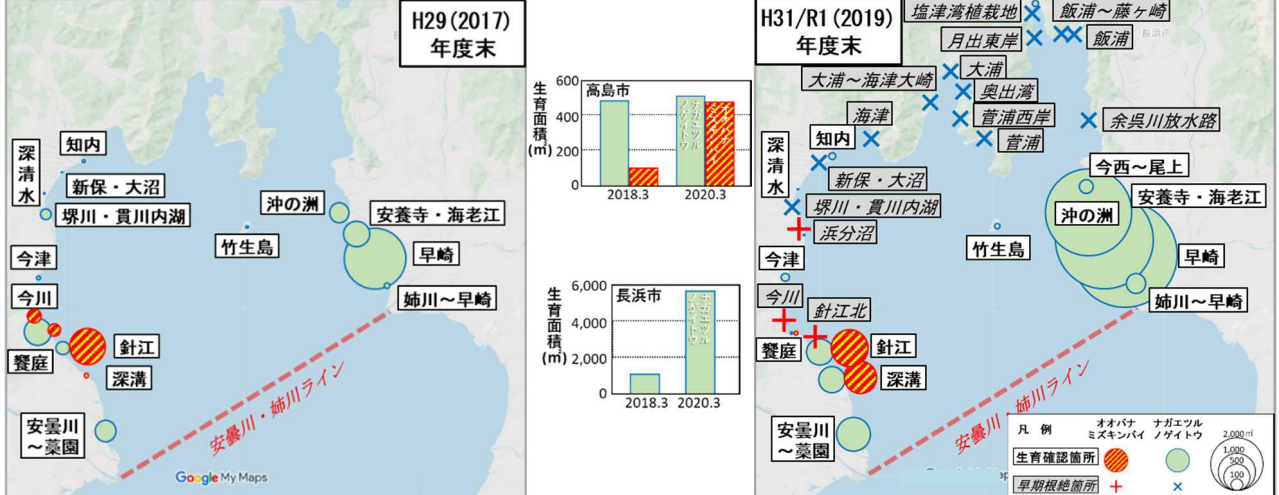 H29(2017)
年度末
知内
深清水
新保・大沼
堺川・貫川内湖
沖の洲
安養寺・海老江
竹生島
早崎
今津
今川
姉川～早崎
饗庭
針江
深溝
安曇川・姉川ライン
安曇川
～藁園
Google My Maps
生育面積(㎡)
高島市
600
400
200
0
ナガエツル
ノゲイトウ
オオバナ
ミズキンバイ
2018.3
2020.3
生育面積(㎡)
長浜市
6,000
4,000
2,000
0
ナガエツル
ノゲイトウ
2018.3
2020.3
H31/R1(2019)
年度末
塩津湾植栽地
飯浦～藤ヶ崎
月出東岸
飯浦
長浜市
大浦～海津大崎
大浦
奥出湾
海津
菅浦西岸
余呉川放水路
知内
菅浦
深清水
今西～尾上
新保・大沼
安養寺・海老江
堺川・貫川内湖
沖の洲
浜分沼
竹生島
早崎
今津
今川
針江北
姉川～早崎
饗庭
針江
深溝
安曇川・姉川ライン
安曇川
～藁園
凡 例
オオバナ
ミズキンバイ
ナガエツル
ノゲイトウ
生育確認箇所
早期根絶箇所
2,000㎡
1,000
500
100